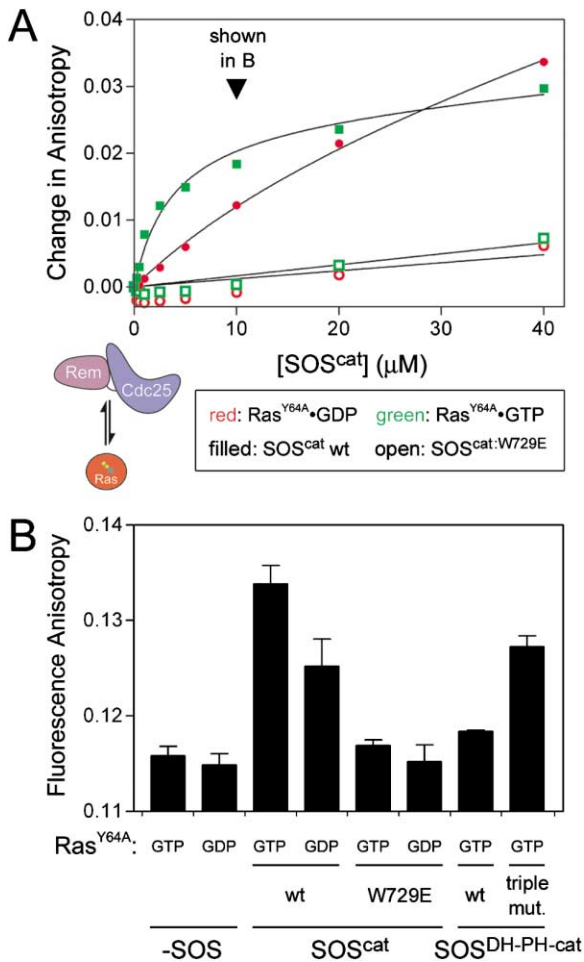 A
shown
in B
0.04
0.03
0.02
0.01
0.00
Change in Anisotropy
0
10
20
30
40
[SOS^cat] (μM)
Rem
Cdc25
Ras
red: Ras^Y64A•GDP green: Ras^Y64A•GTP
filled: SOS^cat wt open: SOS^cat:W729E
B
0.14
0.13
0.12
0.11
Fluorescence Anisotropy
Ras^Y64A: GTP GDP GTP GDP GTP GDP GTP GTP
wt W729E wt triple
mut.
-SOS SOS^cat SOS^DH-PH-cat